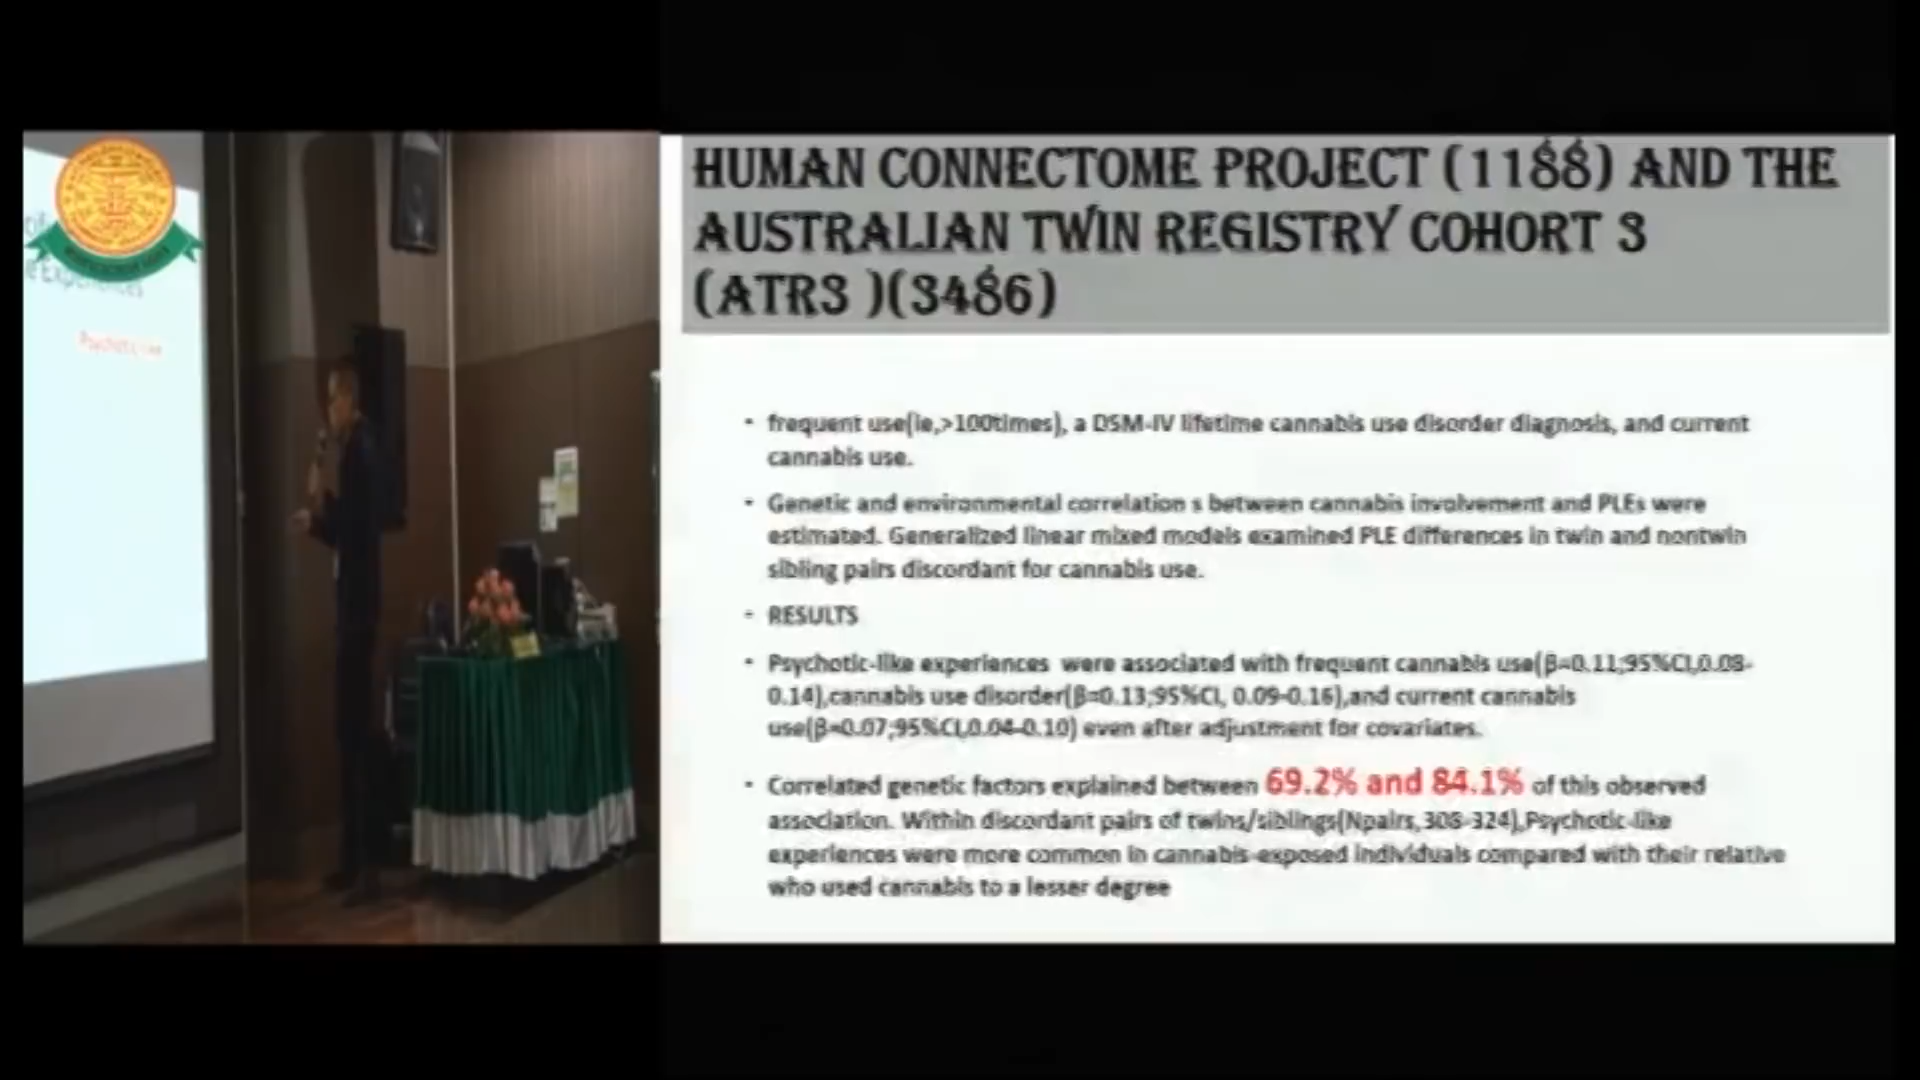 HUMAN CONNECTOME PROJECT (1188) AND THE
AUSTRALIAN TWIN REGISTRY COHORT 3
(ATR3 )(3486)
• frequent use(ie,>100times), a DSM-IV lifetime cannabis use disorder diagnosis, and current
cannabis use.
• Genetic and environmental correlation s between cannabis involvement and PLEs were
estimated. Generalized linear mixed models examined PLE differences in twin and nontwin
sibling pairs discordant for cannabis use.
• RESULTS
• Psychotic-like experiences were associated with frequent cannabis use(β=0.11;95%CI,0.08-
0.14),cannabis use disorder(β=0.13;95%CI, 0.09-0.16),and current cannabis
use(β=0.07;95%CI,0.04-0.10) even after adjustment for covariates.
• Correlated genetic factors explained between 69.2% and 84.1% of this observed
association. Within discordant pairs of twins/siblings(Npairs,308-324),Psychotic-like
experiences were more common in cannabis-exposed individuals compared with their relative
who used cannabis to a lesser degree
Experiences
Psychotic-like